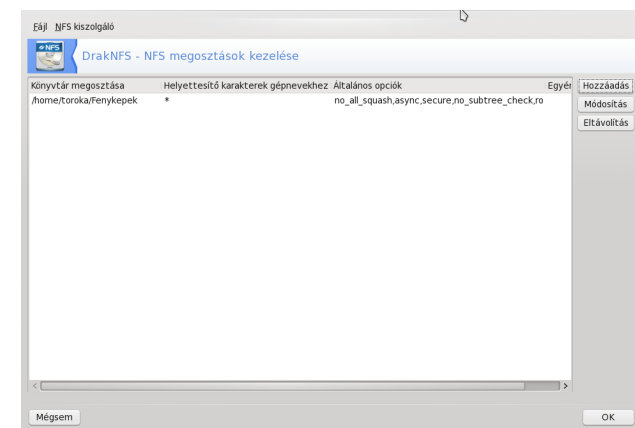 Fájl NFS kiszolgáló
NFS
DrakNFS - NFS megosztások kezelése
Könyvtár megosztása Helyettesítő karakterek gépnevekhez Általános opciók Egyér
/home/toroka/Fenykepek * no_all_squash,async,secure,no_subtree_check,ro
Hozzáadás
Módosítás
Eltávolítás
Mégsem OK